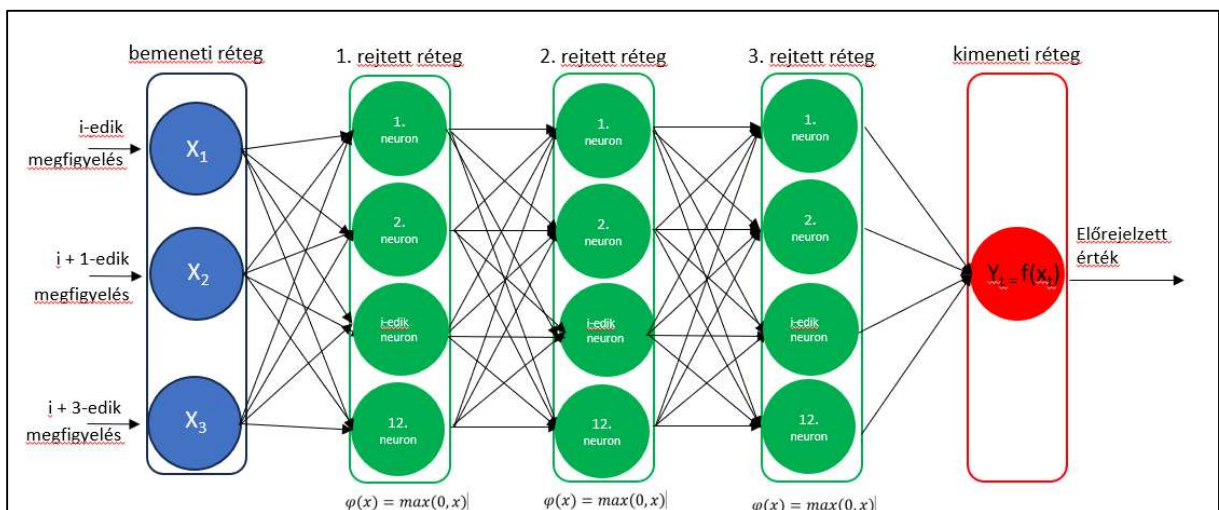 bemeneti réteg
1. rejtett réteg
2. rejtett réteg
3. rejtett réteg
kimeneti réteg
i-edik
megfigyelés
X1
i + 1-edik
megfigyelés
X2
i + 3-edik
megfigyelés
X3
1.
neuron
2.
neuron
i-edik
neuron
12.
neuron
φ(x) = max(0, x)
1.
neuron
2.
neuron
i-edik
neuron
12.
neuron
φ(x) = max(0, x)
1.
neuron
2.
neuron
i-edik
neuron
12.
neuron
φ(x) = max(0, x)
Yt = f(xt)
Előrejelzett
érték